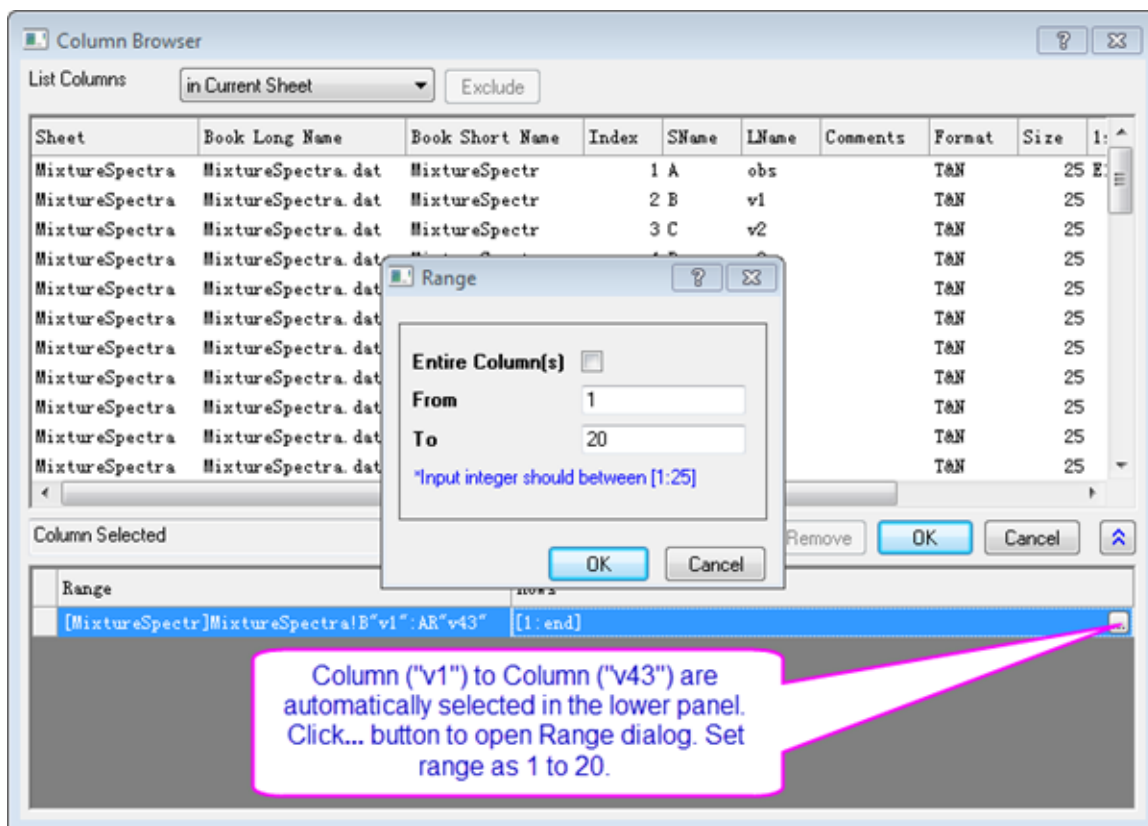 Column Browser
List Columns in Current Sheet Exclude
Sheet Book Long Name Book Short Name Index SName LName Comments Format Size 1:
MixtureSpectra MixtureSpectra.dat MixtureSpectr 1 A obs T&N 25
MixtureSpectra MixtureSpectra.dat MixtureSpectr 2 B v1 T&N 25
MixtureSpectra MixtureSpectra.dat MixtureSpectr 3 C v2 T&N 25
MixtureSpectra MixtureSpectra.dat T&N 25
MixtureSpectra MixtureSpectra.dat T&N 25
MixtureSpectra MixtureSpectra.dat T&N 25
MixtureSpectra MixtureSpectra.dat T&N 25
MixtureSpectra MixtureSpectra.dat T&N 25
MixtureSpectra MixtureSpectra.dat T&N 25
MixtureSpectra MixtureSpectra.dat T&N 25
MixtureSpectra MixtureSpectra.dat T&N 25
Range
Entire Column(s)
From 1
To 20
*Input integer should between [1:25]
OK Cancel
Column Selected Remove OK Cancel
Range
[MixtureSpectr]MixtureSpectra!B"v1":AR"v43" [1:end] ...
Column ("v1") to Column ("v43") are
automatically selected in the lower panel.
Click... button to open Range dialog. Set
range as 1 to 20.